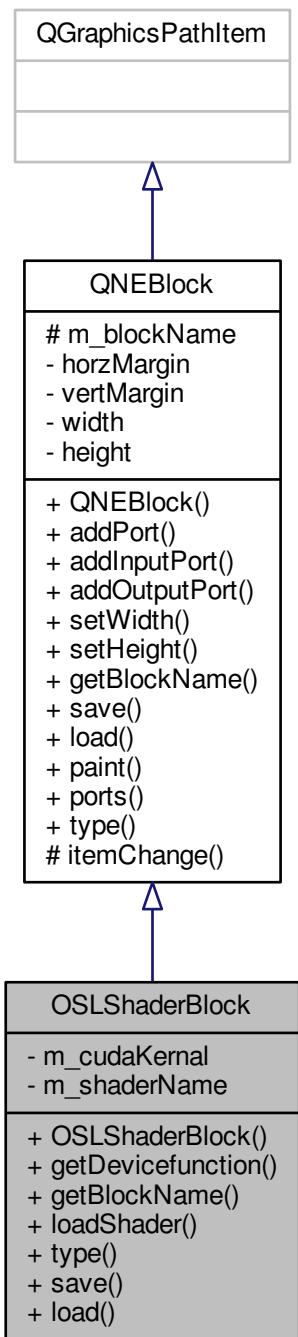 QGraphicsPathItem
QNEBlock
# m_blockName
- horzMargin
- vertMargin
- width
- height
+ QNEBlock()
+ addPort()
+ addInputPort()
+ addOutputPort()
+ setWidth()
+ setHeight()
+ getBlockName()
+ save()
+ load()
+ paint()
+ ports()
+ type()
# itemChange()
OSLShaderBlock
- m_cudaKernal
- m_shaderName
+ OSLShaderBlock()
+ getDevicefunction()
+ getBlockName()
+ loadShader()
+ type()
+ save()
+ load()